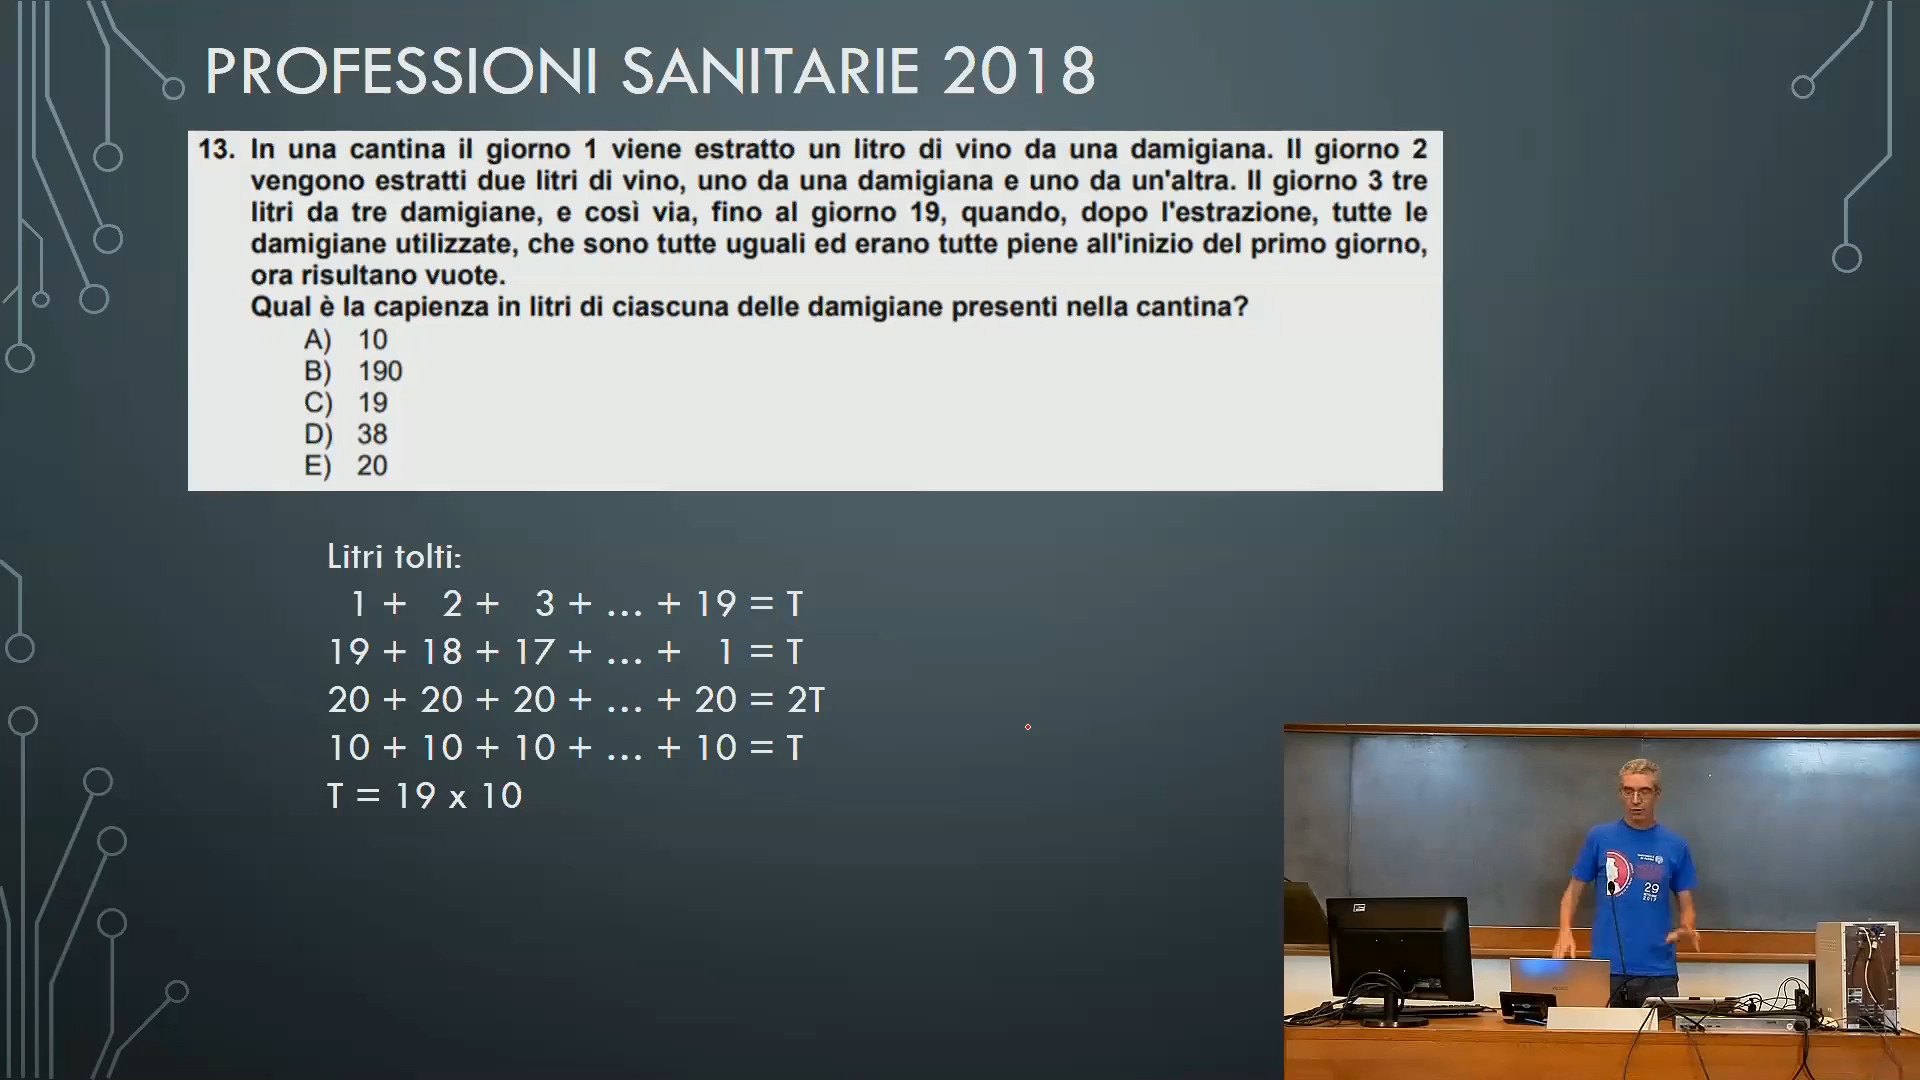 PROFESSIONI SANITARIE 2018
13. In una cantina il giorno 1 viene estratto un litro di vino da una damigiana. Il giorno 2
vengono estratti due litri di vino, uno da una damigiana e uno da un'altra. Il giorno 3 tre
litri da tre damigiane, e così via, fino al giorno 19, quando, dopo l'estrazione, tutte le
damigiane utilizzate, che sono tutte uguali ed erano tutte piene all'inizio del primo giorno,
ora risultano vuote.
Qual è la capienza in litri di ciascuna delle damigiane presenti nella cantina?
A) 10
B) 190
C) 19
D) 38
E) 20
Litri tolti:
1 + 2 + 3 + ... + 19 = T
19 + 18 + 17 + ... + 1 = T
20 + 20 + 20 + ... + 20 = 2T
10 + 10 + 10 + ... + 10 = T
T = 19 x 10
29